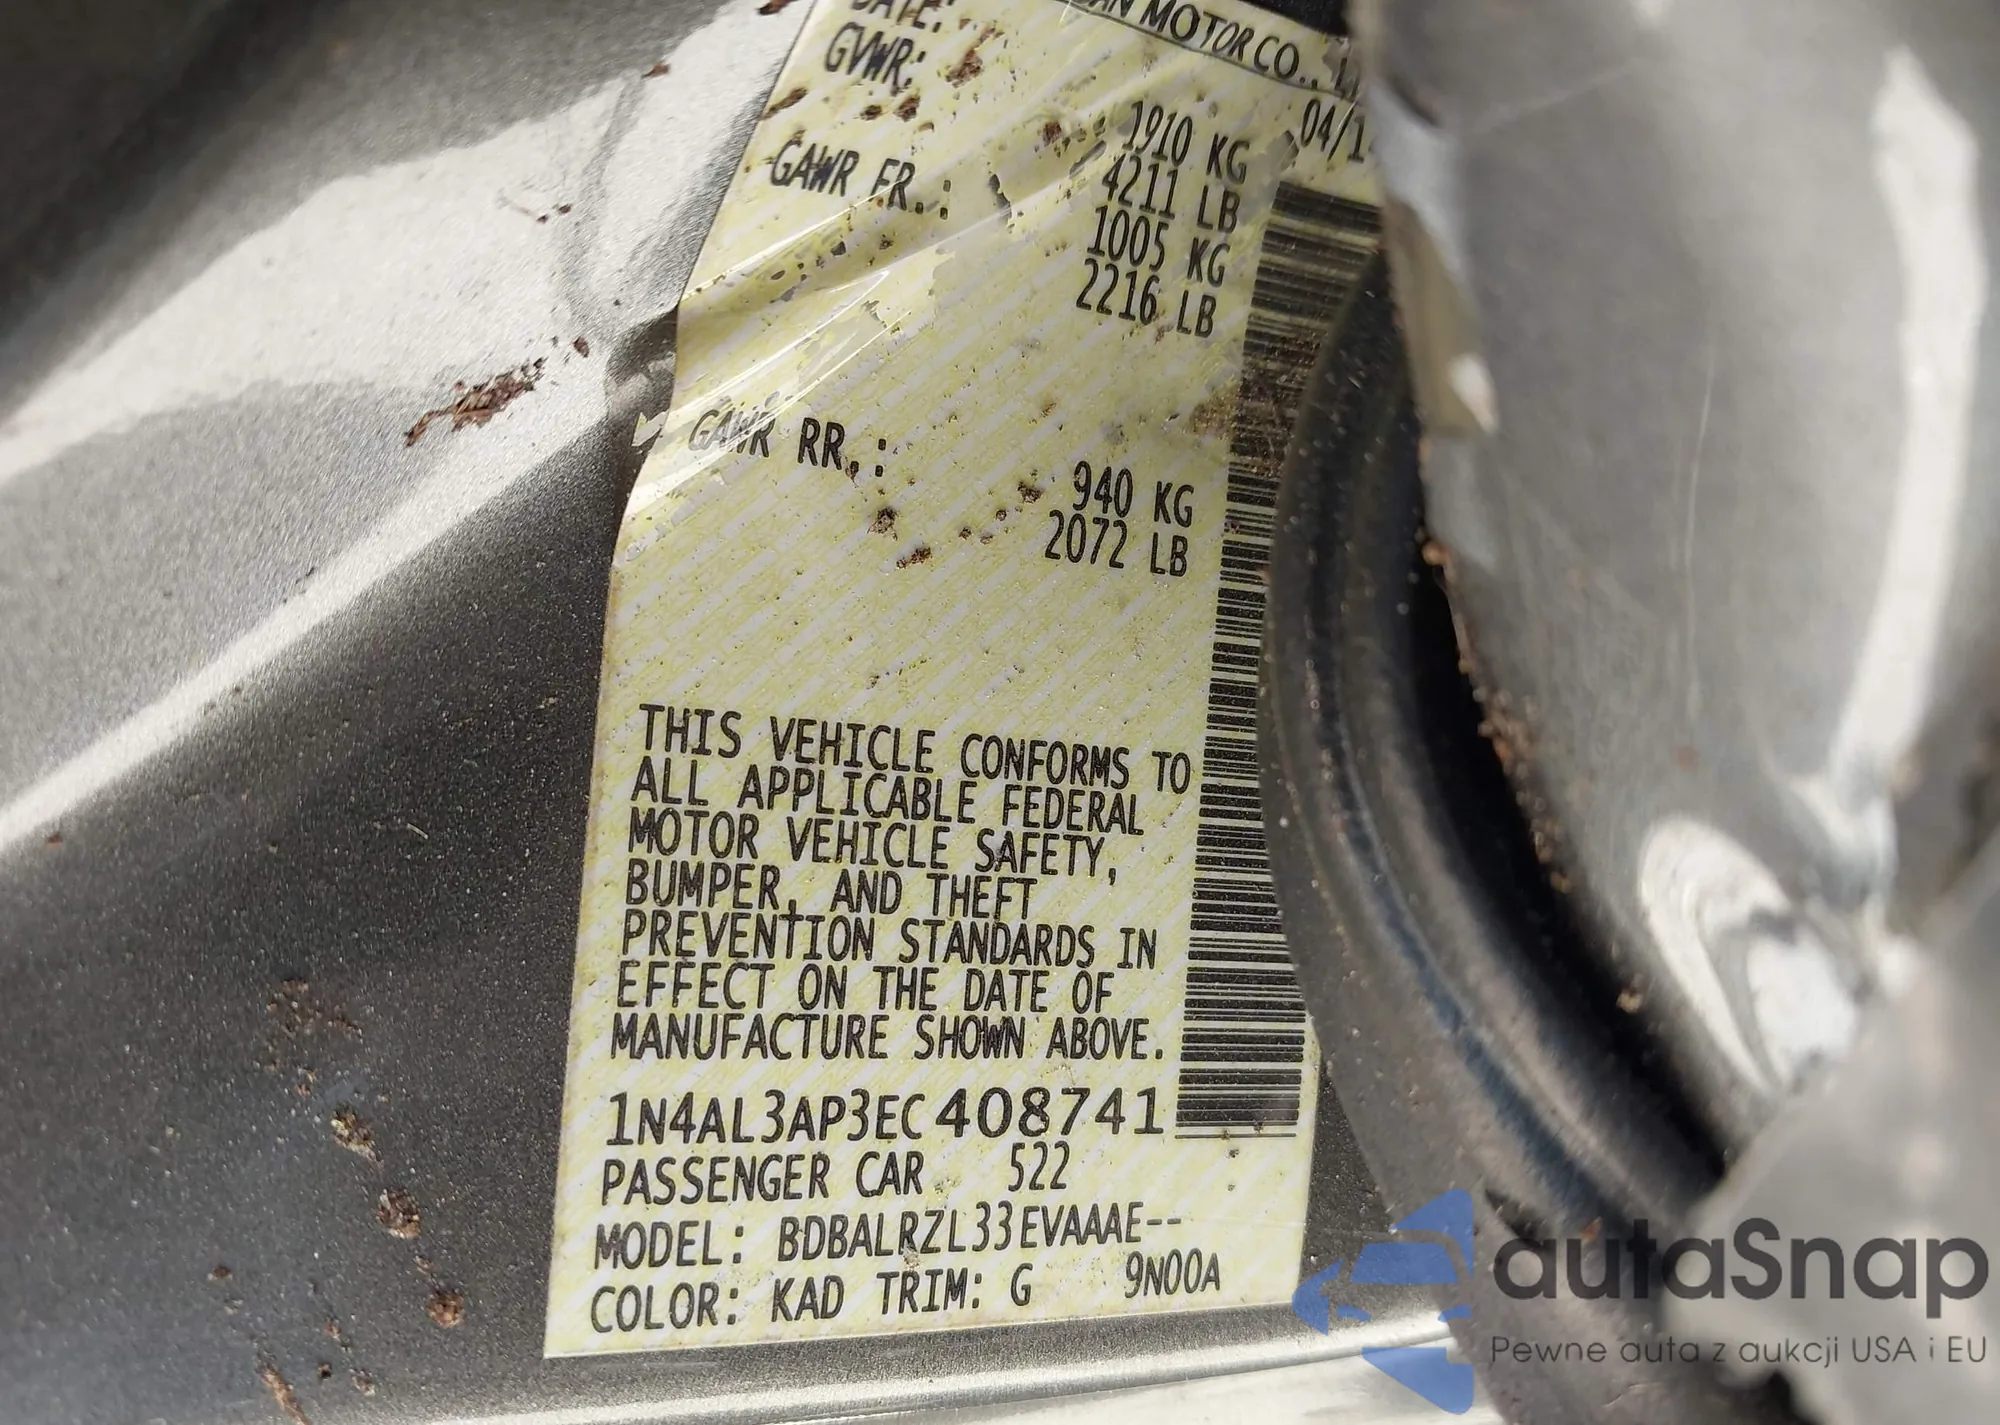 MOTOR CO.,
DATE:
04/1
GVWR:
1910 KG
4211 LB
GAWR FR.:
1005 KG
2216 LB
GAWR RR.:
940 KG
2072 LB
THIS VEHICLE CONFORMS TO
ALL APPLICABLE FEDERAL
MOTOR VEHICLE SAFETY,
BUMPER, AND THEFT
PREVENTION STANDARDS IN
EFFECT ON THE DATE OF
MANUFACTURE SHOWN ABOVE.
1N4AL3AP3EC408741
PASSENGER CAR 522
MODEL: BDBALRZL33EVAAAE--
9N00A
COLOR: KAD TRIM: G
autaSnap
Pewne auta z aukcji USA i EU